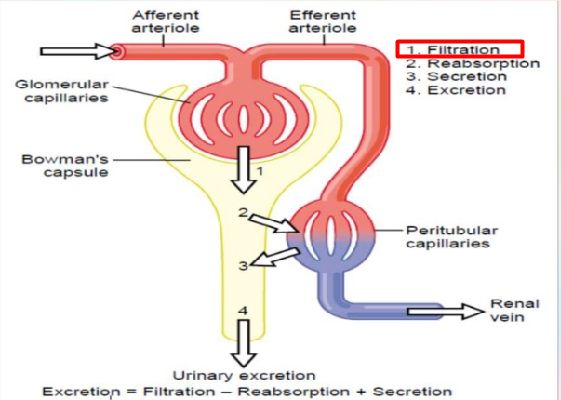 Afferent
arteriole
Efferent
arteriole
1. Filtration
2. Reabsorption
3. Secretion
4. Excretion
Glomerular
capillaries
Bowman's
capsule
1
2
3
4
Peritubular
capillaries
Renal
vein
Urinary excretion
Excretion = Filtration – Reabsorption + Secretion